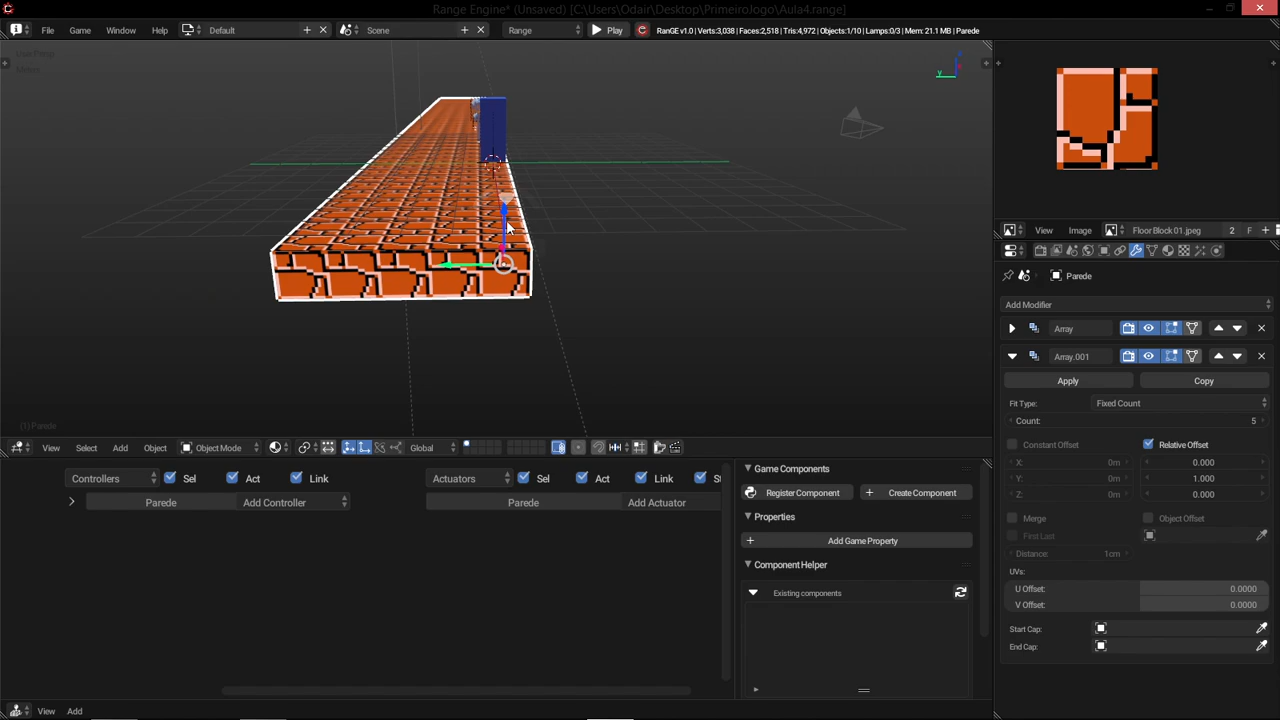 Range Engine* (Unsaved) [C:\Users\Odair\Desktop\PrimeiroJogo\Aula4.range]
File Game Window Help Default Scene Range Play RanGE v1.0 | Verts:3,038 | Faces:2,518 | Tris:4,972 | Objects:1/10 | Lamps:0/3 | Mem: 21.1 MB | Parede
User Persp
Meters
View Image Floor Block 01.jpeg 2 F
Parede
Add Modifier
Array
Array.001
Apply Copy
Fit Type: Fixed Count
Count: 5
Constant Offset Relative Offset
X: 0m 0.000
Y: 0m 1.000
Z: 0m 0.000
Merge Object Offset
First Last
Distance: 1cm
UVs:
U Offset: 0.0000
V Offset: 0.0000
Start Cap:
End Cap:
(1) Parede
View Select Add Object Object Mode Global
Controllers Sel Act Link Actuators Sel Act Link St
Parede Add Controller Parede Add Actuator
Game Components
Register Component Create Component
Properties
Add Game Property
Component Helper
Existing components
View Add